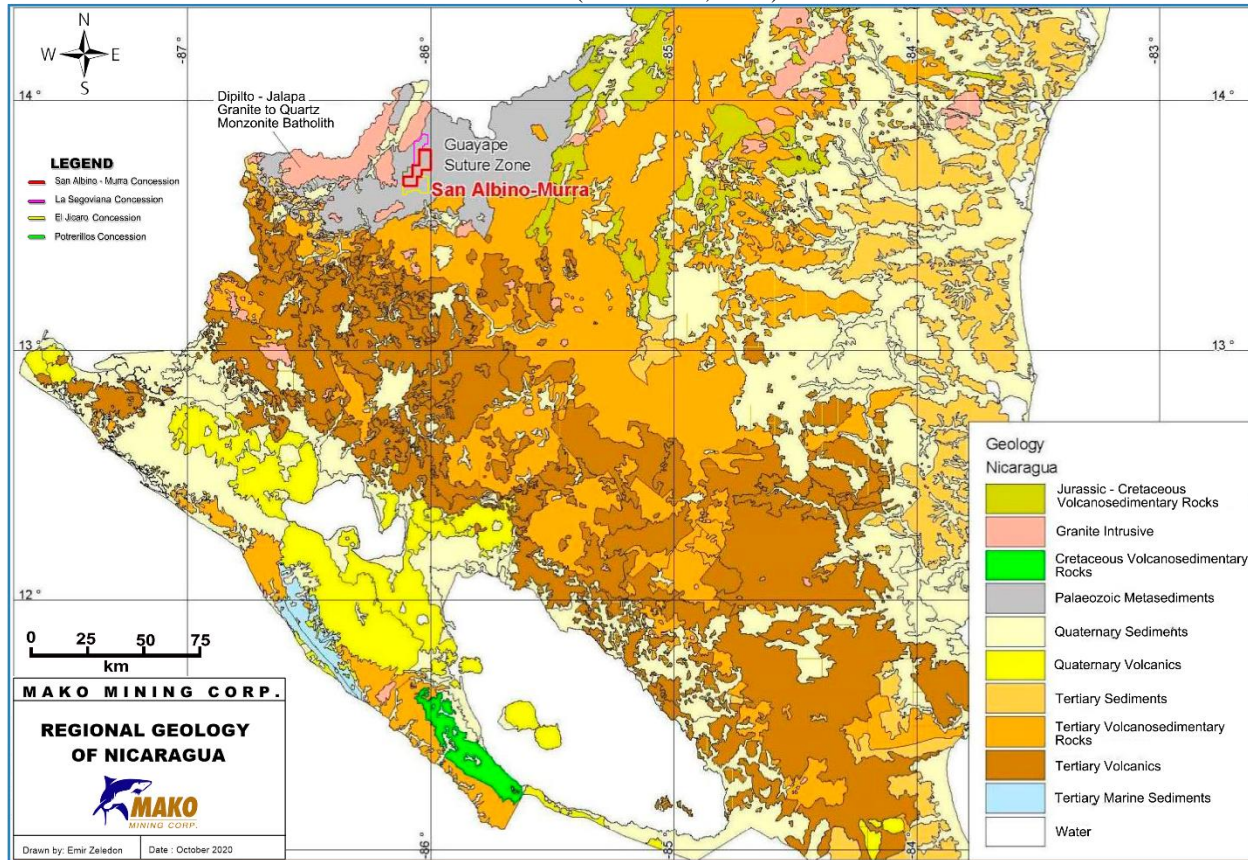 N
W E
S
-87°
-86°
-85°
-84°
-83°
14°
14°
Dipilto - Jalapa
Granite to Quartz
Monzonite Batholith
Guayape
Suture Zone
San Albino-Murra
LEGEND
San Albino - Murra Concession
La Segoviana Concession
El Jicaro Concession
Potrerillos Concession
13°
13°
12°
12°
0 25 50 75
km
MAKO MINING CORP.
REGIONAL GEOLOGY
OF NICARAGUA
MAKO
MINING CORP.
Drawn by: Emir Zeledon Date : October 2020
Geology
Nicaragua
Jurassic - Cretaceous
Volcanosedimentary Rocks
Granite Intrusive
Cretaceous Volcanosedimentary
Rocks
Palaeozoic Metasediments
Quaternary Sediments
Quaternary Volcanics
Tertiary Sediments
Tertiary Volcanosedimentary
Rocks
Tertiary Volcanics
Tertiary Marine Sediments
Water
-86
-85
-84